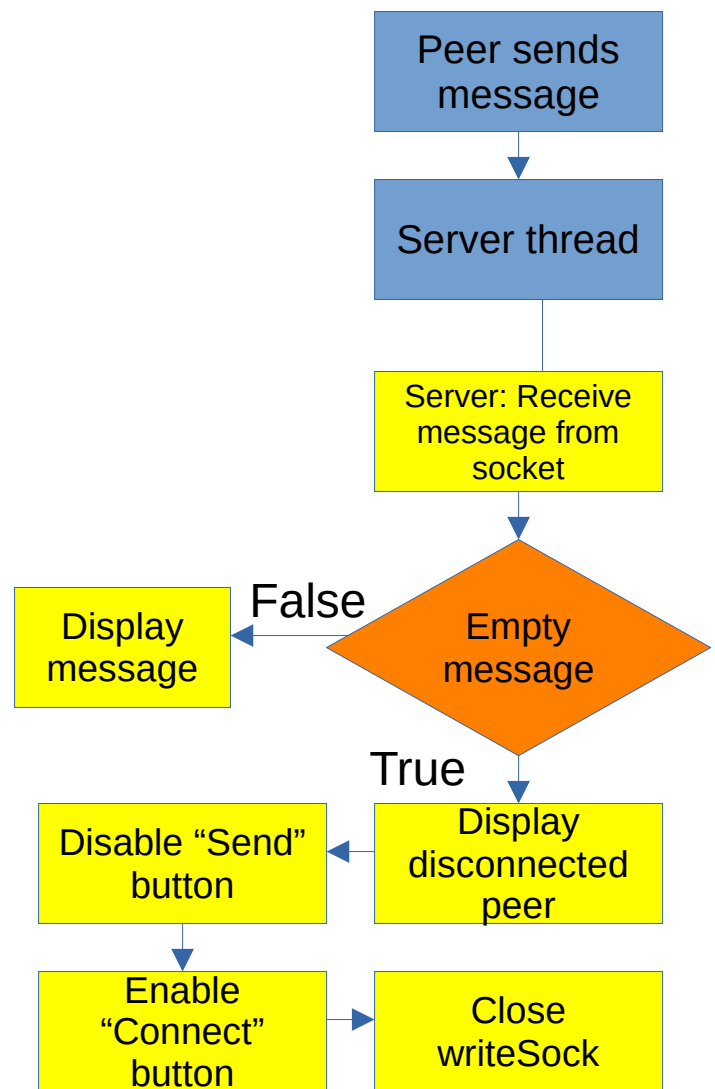 Peer sends
message
Server thread
Server: Receive
message from
socket
False
Empty
message
Display
message
True
Display
disconnected
peer
Disable “Send”
button
Enable
“Connect”
button
Close
writeSock